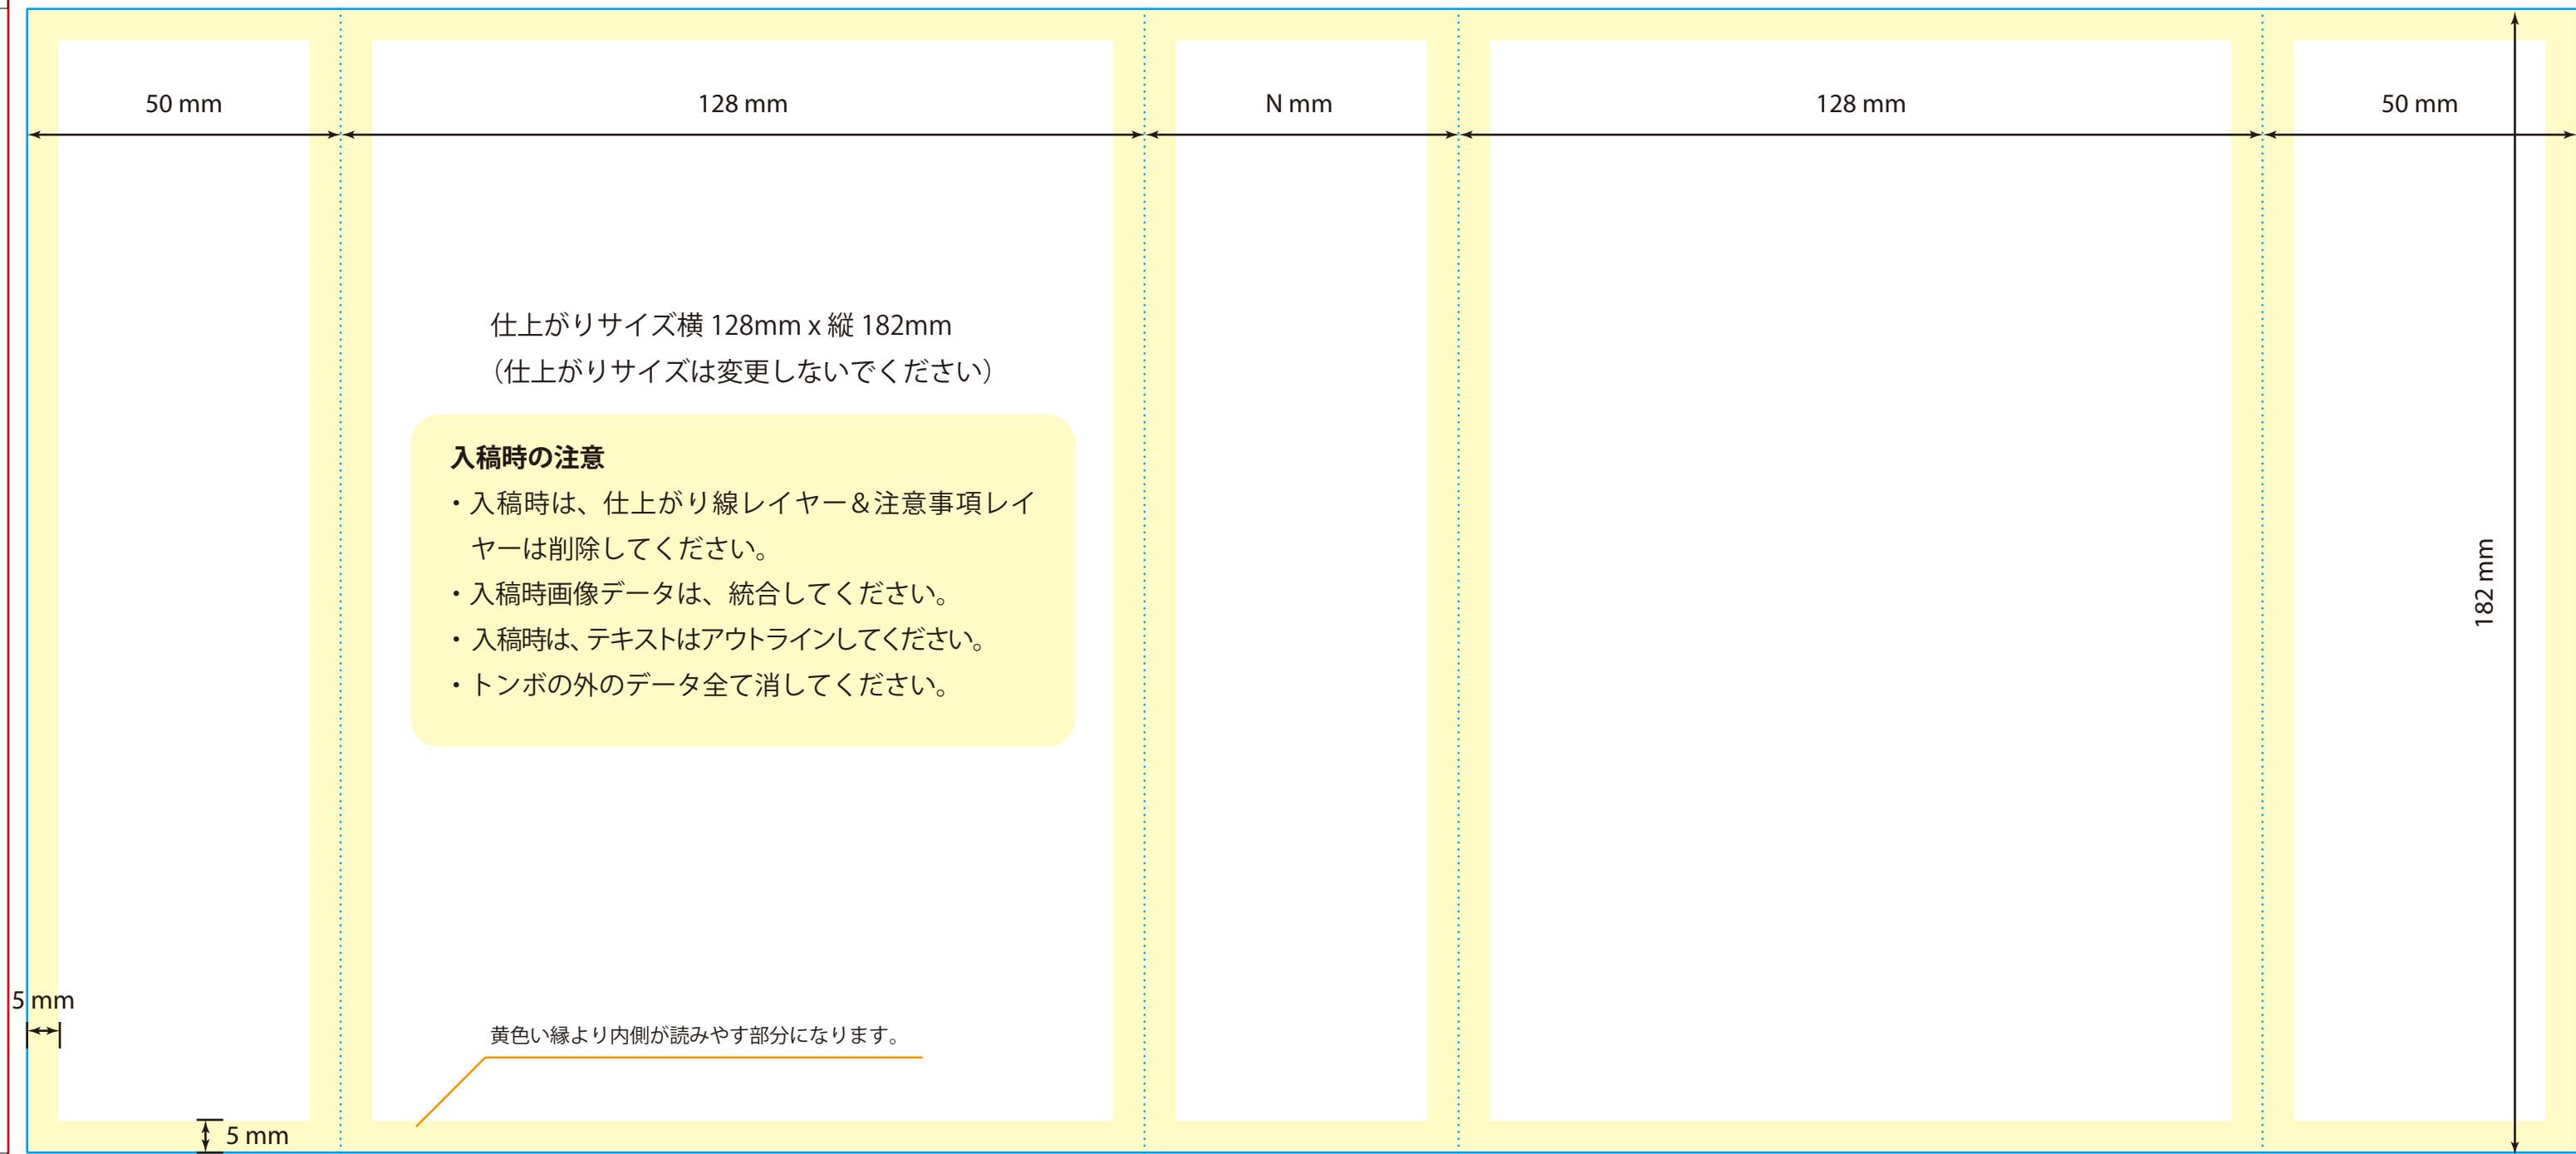 50 mm
128 mm
N mm
128 mm
50 mm
仕上がりサイズ横 128mm x 縦 182mm
（仕上がりサイズは変更しないでください）
入稿時の注意
・入稿時は、仕上がり線レイヤー＆注意事項レイ
ヤーは削除してください。
・入稿時画像データは、統合してください。
・入稿時は、テキストはアウトラインしてください。
・トンボの外のデータ全て消してください。
182 mm
5 mm
黄色い縁より内側が読みやす部分になります。
5 mm